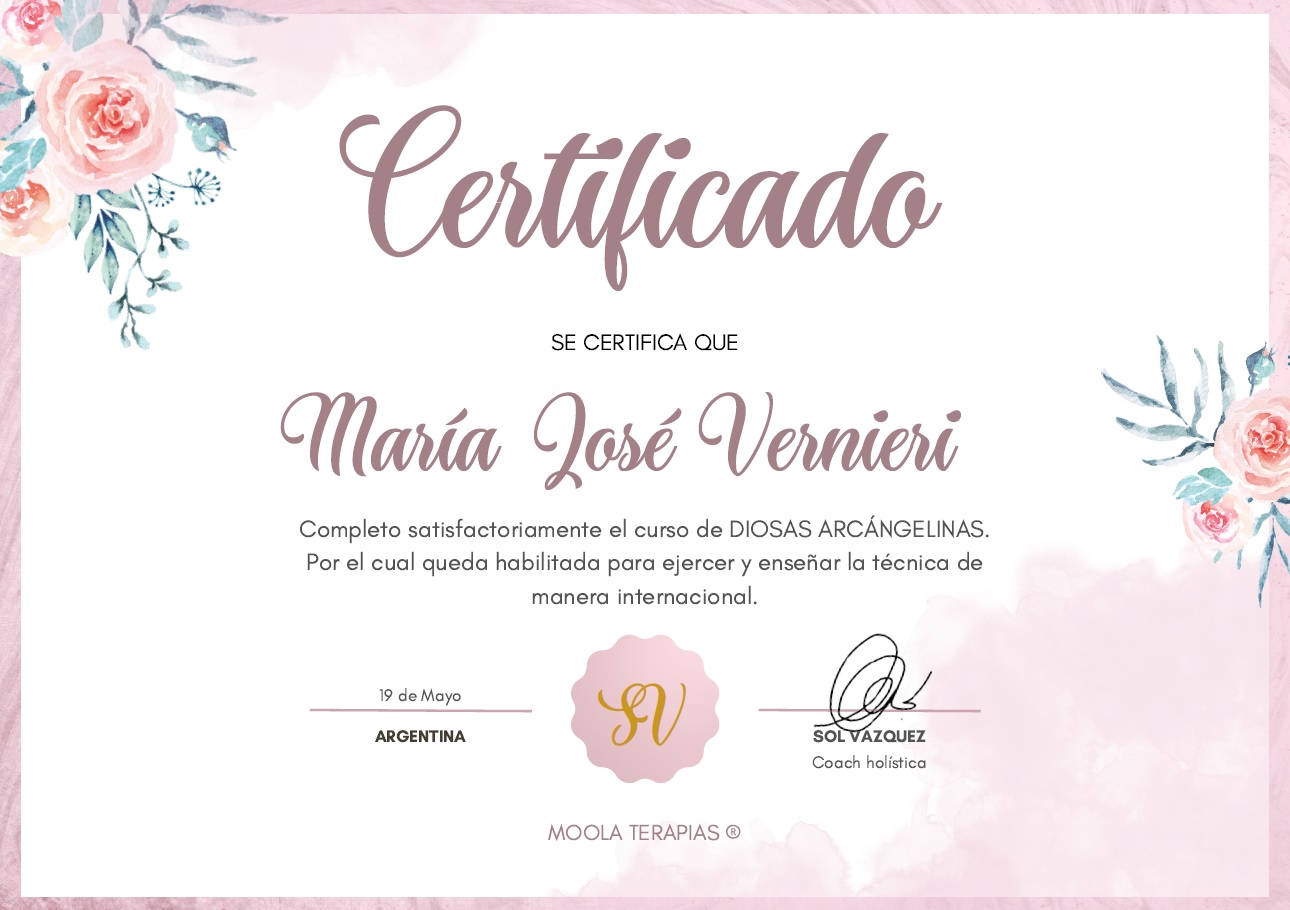 Certificado
SE CERTIFICA QUE
María José Vernieri
Completo satisfactoriamente el curso de DIOSAS ARCÁNGELINAS.
Por el cual queda habilitada para ejercer y enseñar la técnica de
manera internacional.
19 de Mayo
ARGENTINA
SV
SOL VAZQUEZ
Coach holística
MOOLA TERAPIAS ®